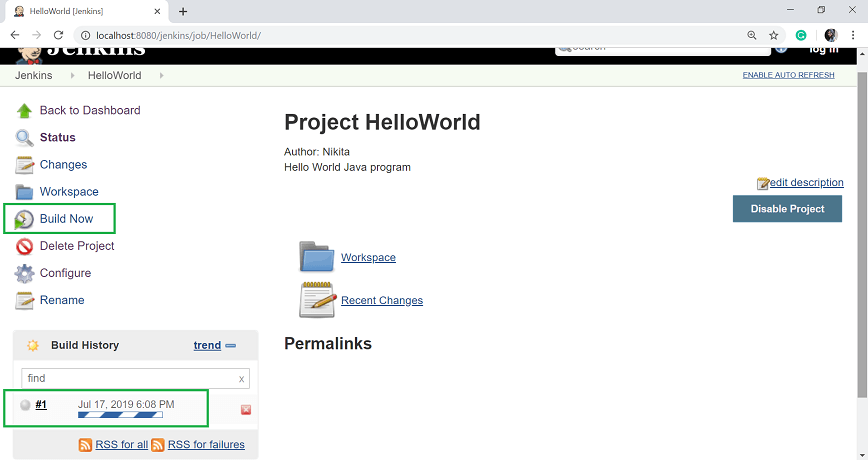 HelloWorld [Jenkins]
localhost:8080/jenkins/job/HelloWorld/
Jenkins
search
log in
Jenkins
HelloWorld
ENABLE AUTO REFRESH
Back to Dashboard
Status
Changes
Workspace
Build Now
Delete Project
Configure
Rename
Project HelloWorld
Author: Nikita
Hello World Java program
edit description
Disable Project
Workspace
Recent Changes
Permalinks
Build History
trend
find
x
#1
Jul 17, 2019 6:08 PM
RSS for all
RSS for failures